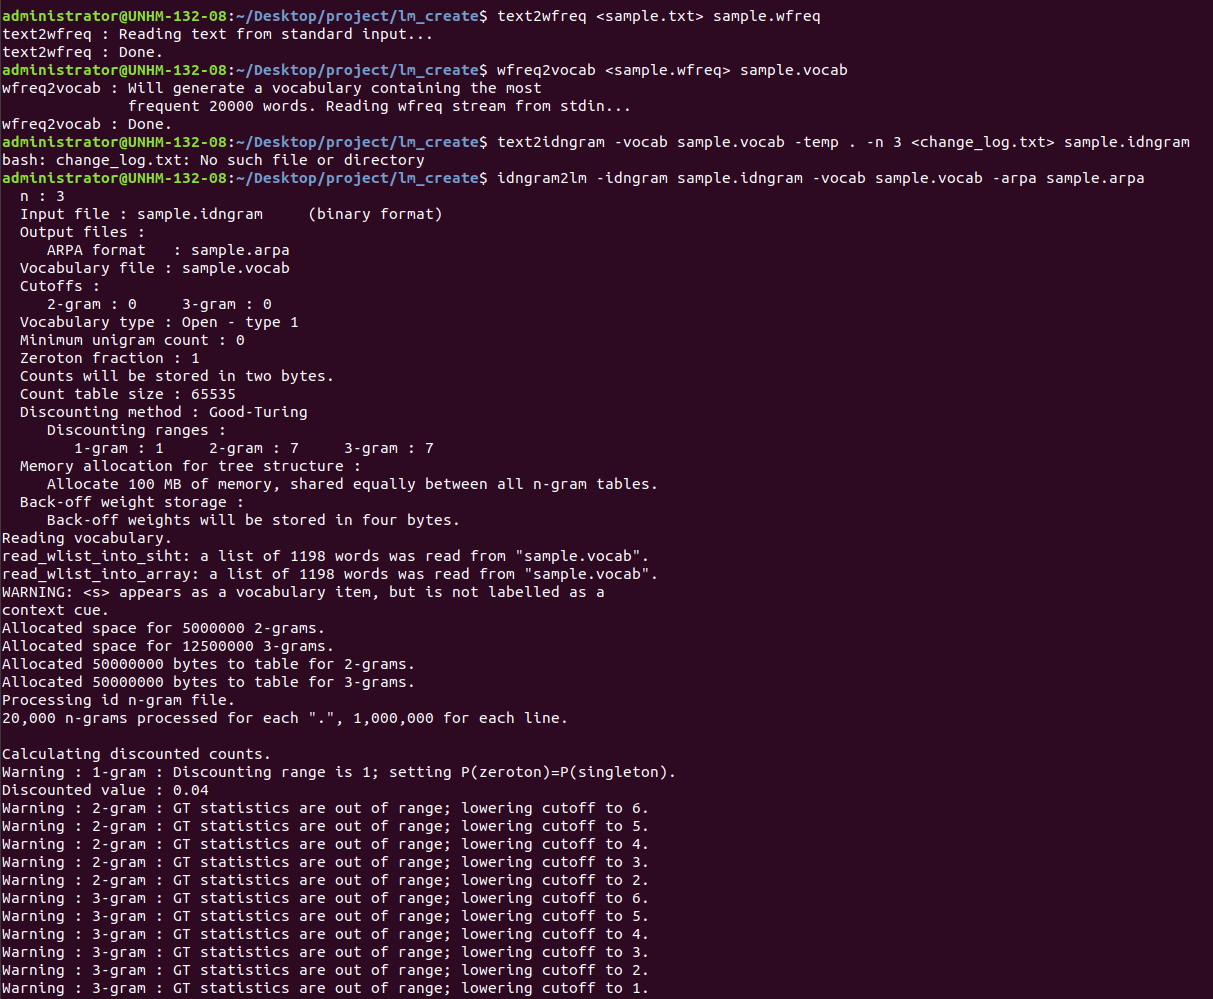 administrator@UNHM-132-08:~/Desktop/project/lm_create$ text2wfreq <sample.txt> sample.wfreq
text2wfreq : Reading text from standard input...
text2wfreq : Done.
administrator@UNHM-132-08:~/Desktop/project/lm_create$ wfreq2vocab <sample.wfreq> sample.vocab
wfreq2vocab : Will generate a vocabulary containing the most
              frequent 20000 words. Reading wfreq stream from stdin...
wfreq2vocab : Done.
administrator@UNHM-132-08:~/Desktop/project/lm_create$ text2idngram -vocab sample.vocab -temp . -n 3 <change_log.txt> sample.idngram
bash: change_log.txt: No such file or directory
administrator@UNHM-132-08:~/Desktop/project/lm_create$ idngram2lm -idngram sample.idngram -vocab sample.vocab -arpa sample.arpa
  n : 3
  Input file : sample.idngram     (binary format)
  Output files :
     ARPA format   : sample.arpa
  Vocabulary file : sample.vocab
  Cutoffs :
     2-gram : 0     3-gram : 0
  Vocabulary type : Open - type 1
  Minimum unigram count : 0
  Zeroton fraction : 1
  Counts will be stored in two bytes.
  Count table size : 65535
  Discounting method : Good-Turing
     Discounting ranges :
        1-gram : 1     2-gram : 7     3-gram : 7
  Memory allocation for tree structure :
     Allocate 100 MB of memory, shared equally between all n-gram tables.
  Back-off weight storage :
     Back-off weights will be stored in four bytes.
Reading vocabulary.
read_wlist_into_siht: a list of 1198 words was read from "sample.vocab".
read_wlist_into_array: a list of 1198 words was read from "sample.vocab".
WARNING: <s> appears as a vocabulary item, but is not labelled as a
context cue.
Allocated space for 5000000 2-grams.
Allocated space for 12500000 3-grams.
Allocated 50000000 bytes to table for 2-grams.
Allocated 50000000 bytes to table for 3-grams.
Processing id n-gram file.
20,000 n-grams processed for each ".", 1,000,000 for each line.

Calculating discounted counts.
Warning : 1-gram : Discounting range is 1; setting P(zeroton)=P(singleton).
Discounted value : 0.04
Warning : 2-gram : GT statistics are out of range; lowering cutoff to 6.
Warning : 2-gram : GT statistics are out of range; lowering cutoff to 5.
Warning : 2-gram : GT statistics are out of range; lowering cutoff to 4.
Warning : 2-gram : GT statistics are out of range; lowering cutoff to 3.
Warning : 2-gram : GT statistics are out of range; lowering cutoff to 2.
Warning : 3-gram : GT statistics are out of range; lowering cutoff to 6.
Warning : 3-gram : GT statistics are out of range; lowering cutoff to 5.
Warning : 3-gram : GT statistics are out of range; lowering cutoff to 4.
Warning : 3-gram : GT statistics are out of range; lowering cutoff to 3.
Warning : 3-gram : GT statistics are out of range; lowering cutoff to 2.
Warning : 3-gram : GT statistics are out of range; lowering cutoff to 1.